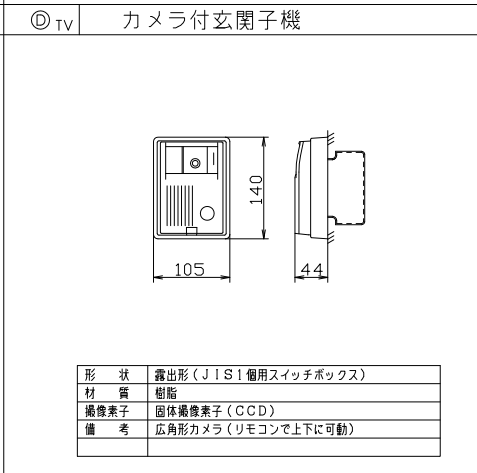 Ⓓ TV カメラ付玄関子機
140
105 44
形 状 露出形(JIS1個用スイッチボックス)
材 質 樹脂
撮像素子 固体撮像素子(CCD)
備 考 広角形カメラ(リモコンで上下に可動)